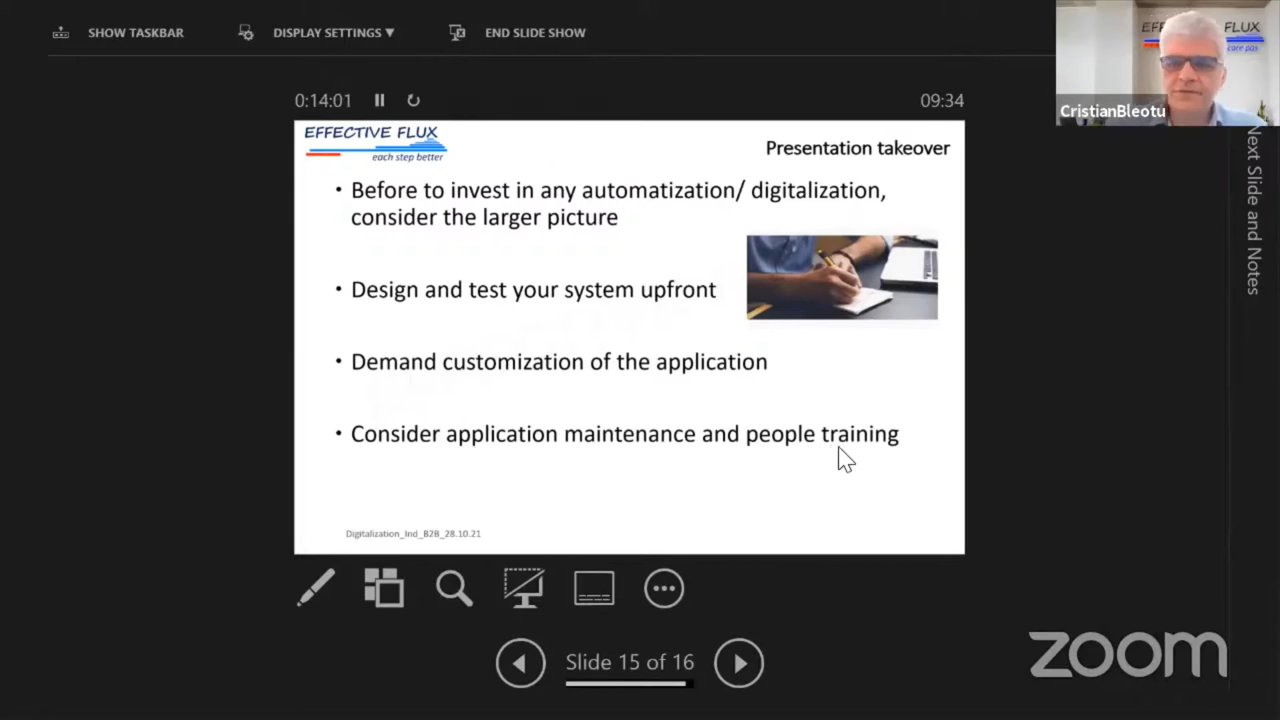 SHOW TASKBAR
DISPLAY SETTINGS ▼
END SLIDE SHOW
EFFECTIVE FLUX
care pas
CristianBleotu
0:14:01
09:34
EFFECTIVE FLUX
each step better
Presentation takeover
• Before to invest in any automatization/ digitalization,
consider the larger picture
• Design and test your system upfront
• Demand customization of the application
• Consider application maintenance and people training
Digitalization_Ind_B2B_28.10.21
Next Slide and Notes
Slide 15 of 16
zoom